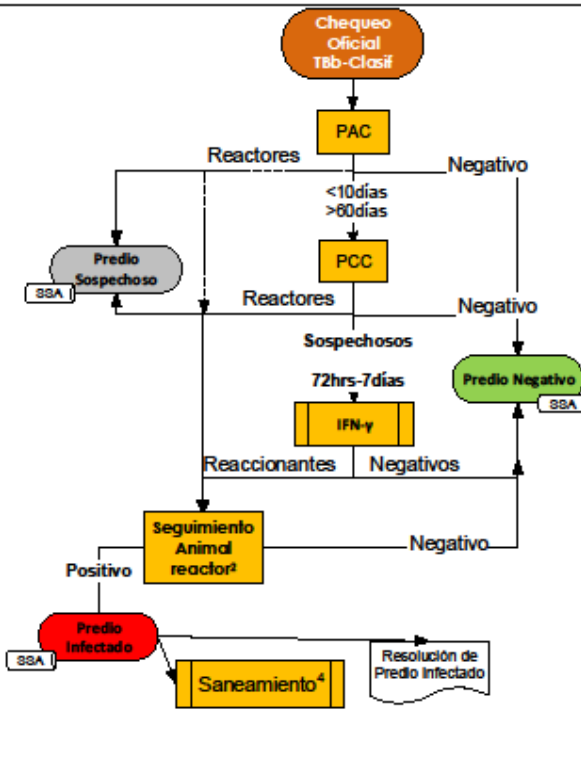 Chequeo
Oficial
TBb-Clasif
PAC
Reactores
Negativo
<10días
>60días
PCC
Predio
Sospechoso
SSA
Reactores
Negativo
Sospechosos
72hrs-7días
Predio Negativo
SSA
IFN-γ
Reaccionantes
Negativos
Seguimiento
Animal
reactor³
Negativo
Positivo
Predio
Infectado
SSA
Saneamiento⁴
Resolución de
Predio Infectado